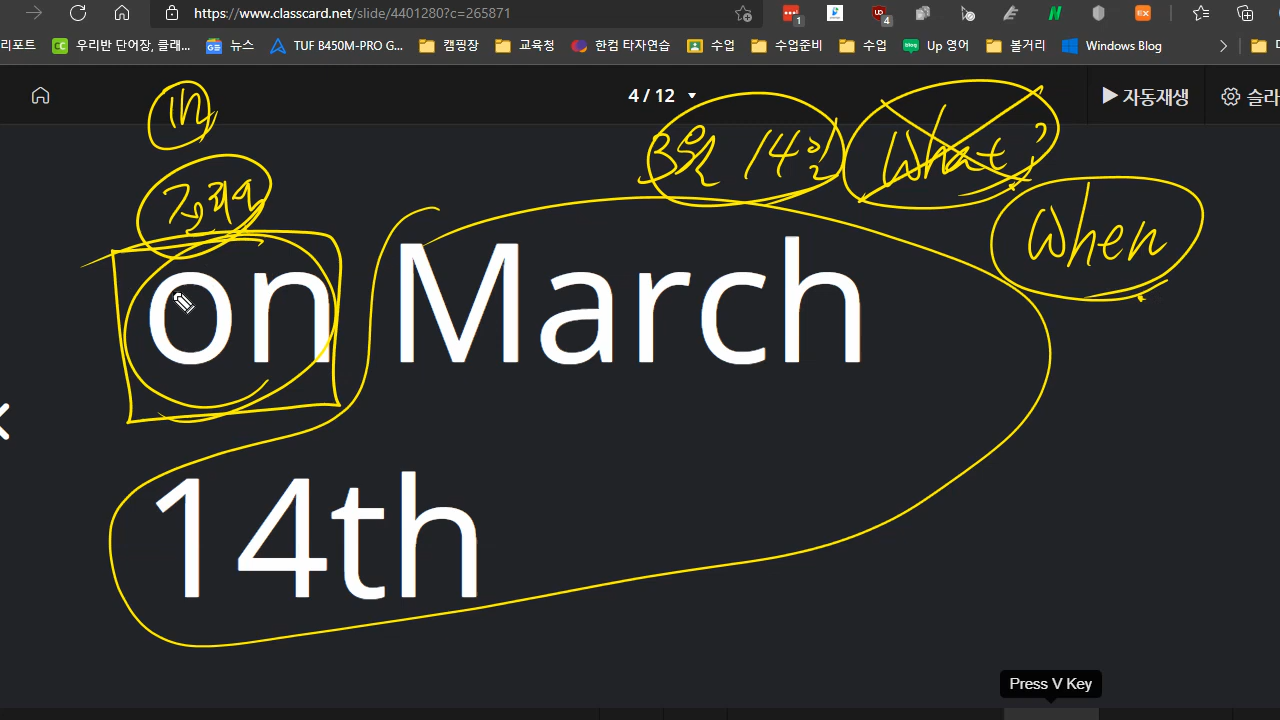 https://www.classcard.net/slide/4401280?c=265871
리포트 우리반 단어장, 클래... 뉴스 TUF B450M-PRO G... 캠핑장 교육청 한컴 타자연습 수업 수업준비 수업 Up 영어 볼거리 Windows Blog
4 / 12 자동재생 슬라
in
3월 14일 What?
When
on March
14th
Press V Key